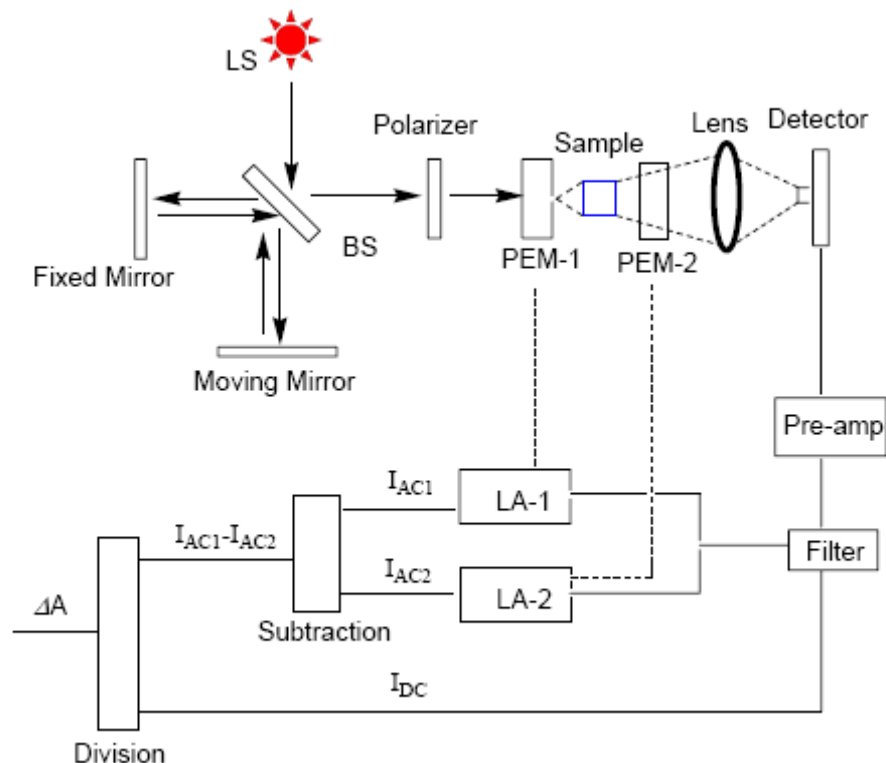 LS
Polarizer
Sample
Lens
Detector
BS
Fixed Mirror
PEM-1
PEM-2
Moving Mirror
Pre-amp
I_AC1
LA-1
I_AC1-I_AC2
Filter
I_AC2
LA-2
ΔA
Subtraction
I_DC
Division